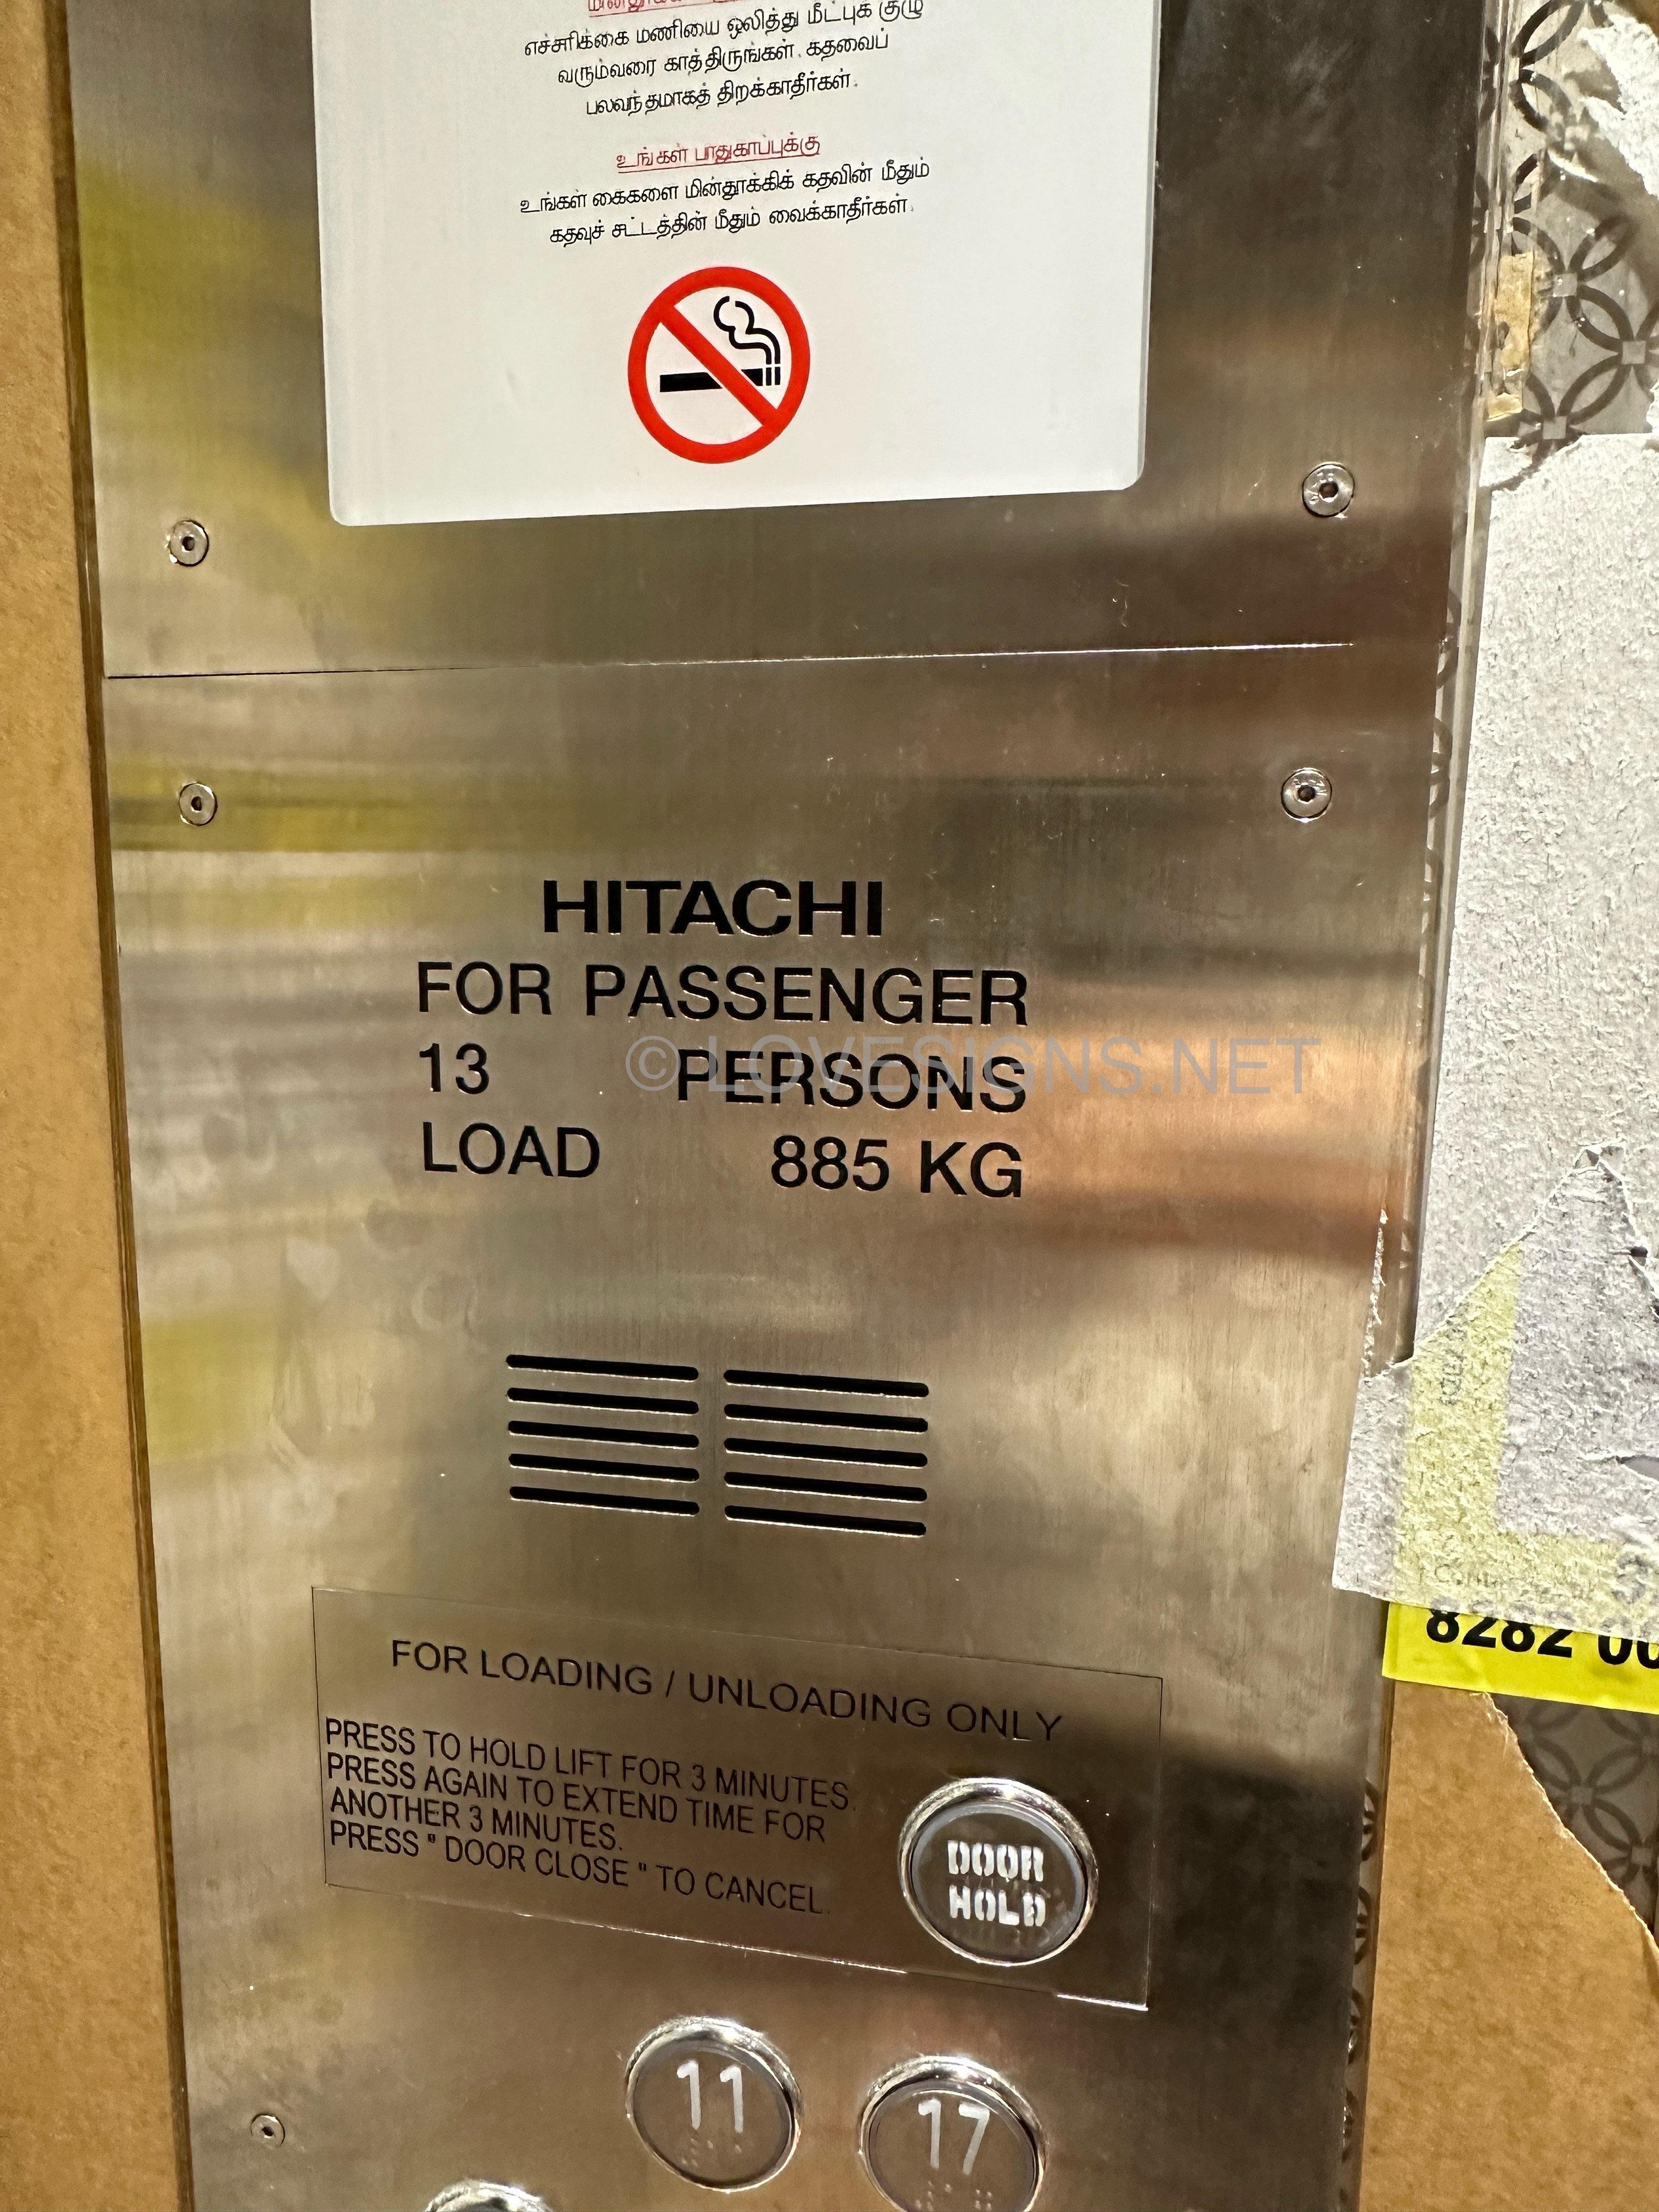 எச்சரிக்கை மணியை ஒலித்து மீட்புக் குழு
வரும்வரை காத்திருங்கள். கதவைப்
பலவந்தமாகத் திறக்காதீர்கள்.
உங்கள் பாதுகாப்புக்கு
உங்கள் கைகளை மின்தூக்கிக் கதவின் மீதும்
கதவுச் சட்டத்தின் மீதும் வைக்காதீர்கள்.
HITACHI
FOR PASSENGER
13 PERSONS
© LOVESIGNS.NET
LOAD 885 KG
FOR LOADING / UNLOADING ONLY
PRESS TO HOLD LIFT FOR 3 MINUTES.
PRESS AGAIN TO EXTEND TIME FOR
ANOTHER 3 MINUTES.
PRESS " DOOR CLOSE " TO CANCEL.
DOOR
HOLD
8282
11
17